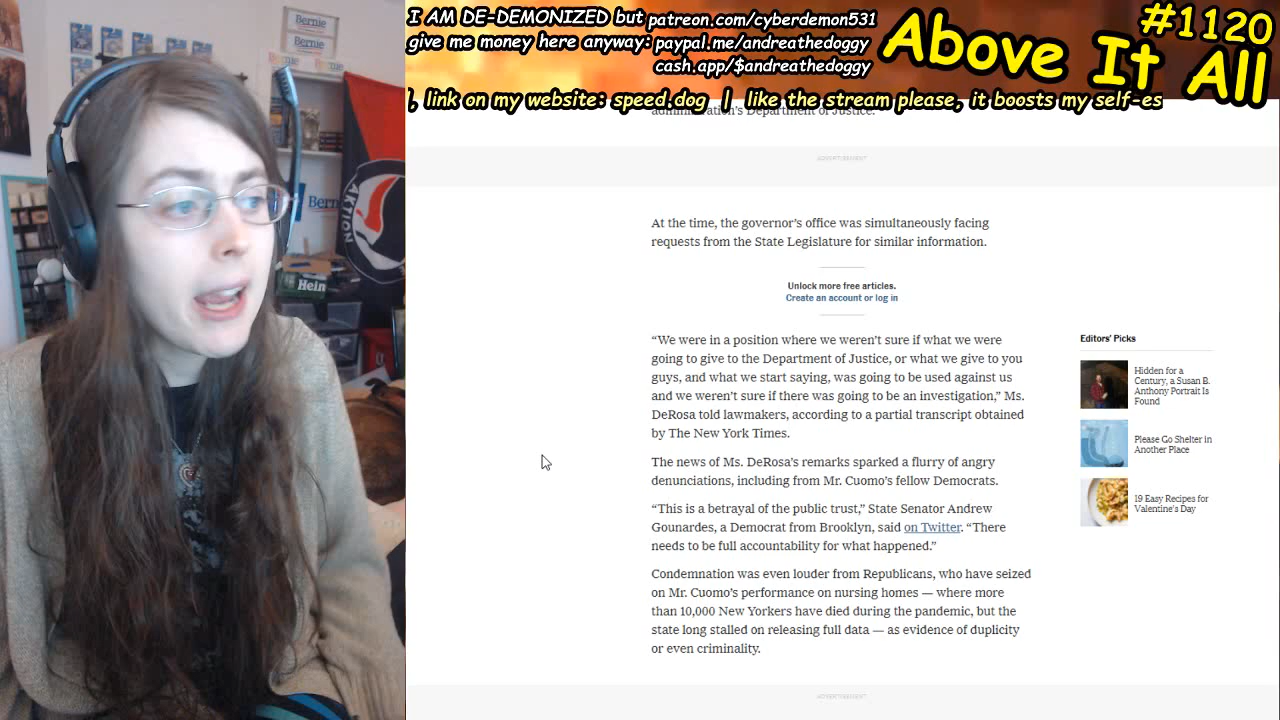 Bernie
I AM DE-DEMONIZED but patreon.com/cyberdemon531
give me money here anyway: paypal.me/andreathedoggy
cash.app/$andreathedoggy
#1120
Above It All
, link on my website: speed.dog | like the stream please, it boosts my self-es
administration's Department of Justice.
ADVERTISEMENT
At the time, the governor's office was simultaneously facing
requests from the State Legislature for similar information.
Unlock more free articles.
Create an account or log in
“We were in a position where we weren't sure if what we were
going to give to the Department of Justice, or what we give to you
guys, and what we start saying, was going to be used against us
and we weren't sure if there was going to be an investigation,” Ms.
DeRosa told lawmakers, according to a partial transcript obtained
by The New York Times.
The news of Ms. DeRosa's remarks sparked a flurry of angry
denunciations, including from Mr. Cuomo's fellow Democrats.
“This is a betrayal of the public trust,” State Senator Andrew
Gounardes, a Democrat from Brooklyn, said on Twitter. “There
needs to be full accountability for what happened.”
Condemnation was even louder from Republicans, who have seized
on Mr. Cuomo's performance on nursing homes — where more
than 10,000 New Yorkers have died during the pandemic, but the
state long stalled on releasing full data — as evidence of duplicity
or even criminality.
ADVERTISEMENT
Editors' Picks
Hidden for a
Century, a Susan B.
Anthony Portrait Is
Found
Please Go Shelter in
Another Place
19 Easy Recipes for
Valentine's Day
Bernie
Bern
AKTION
Hein